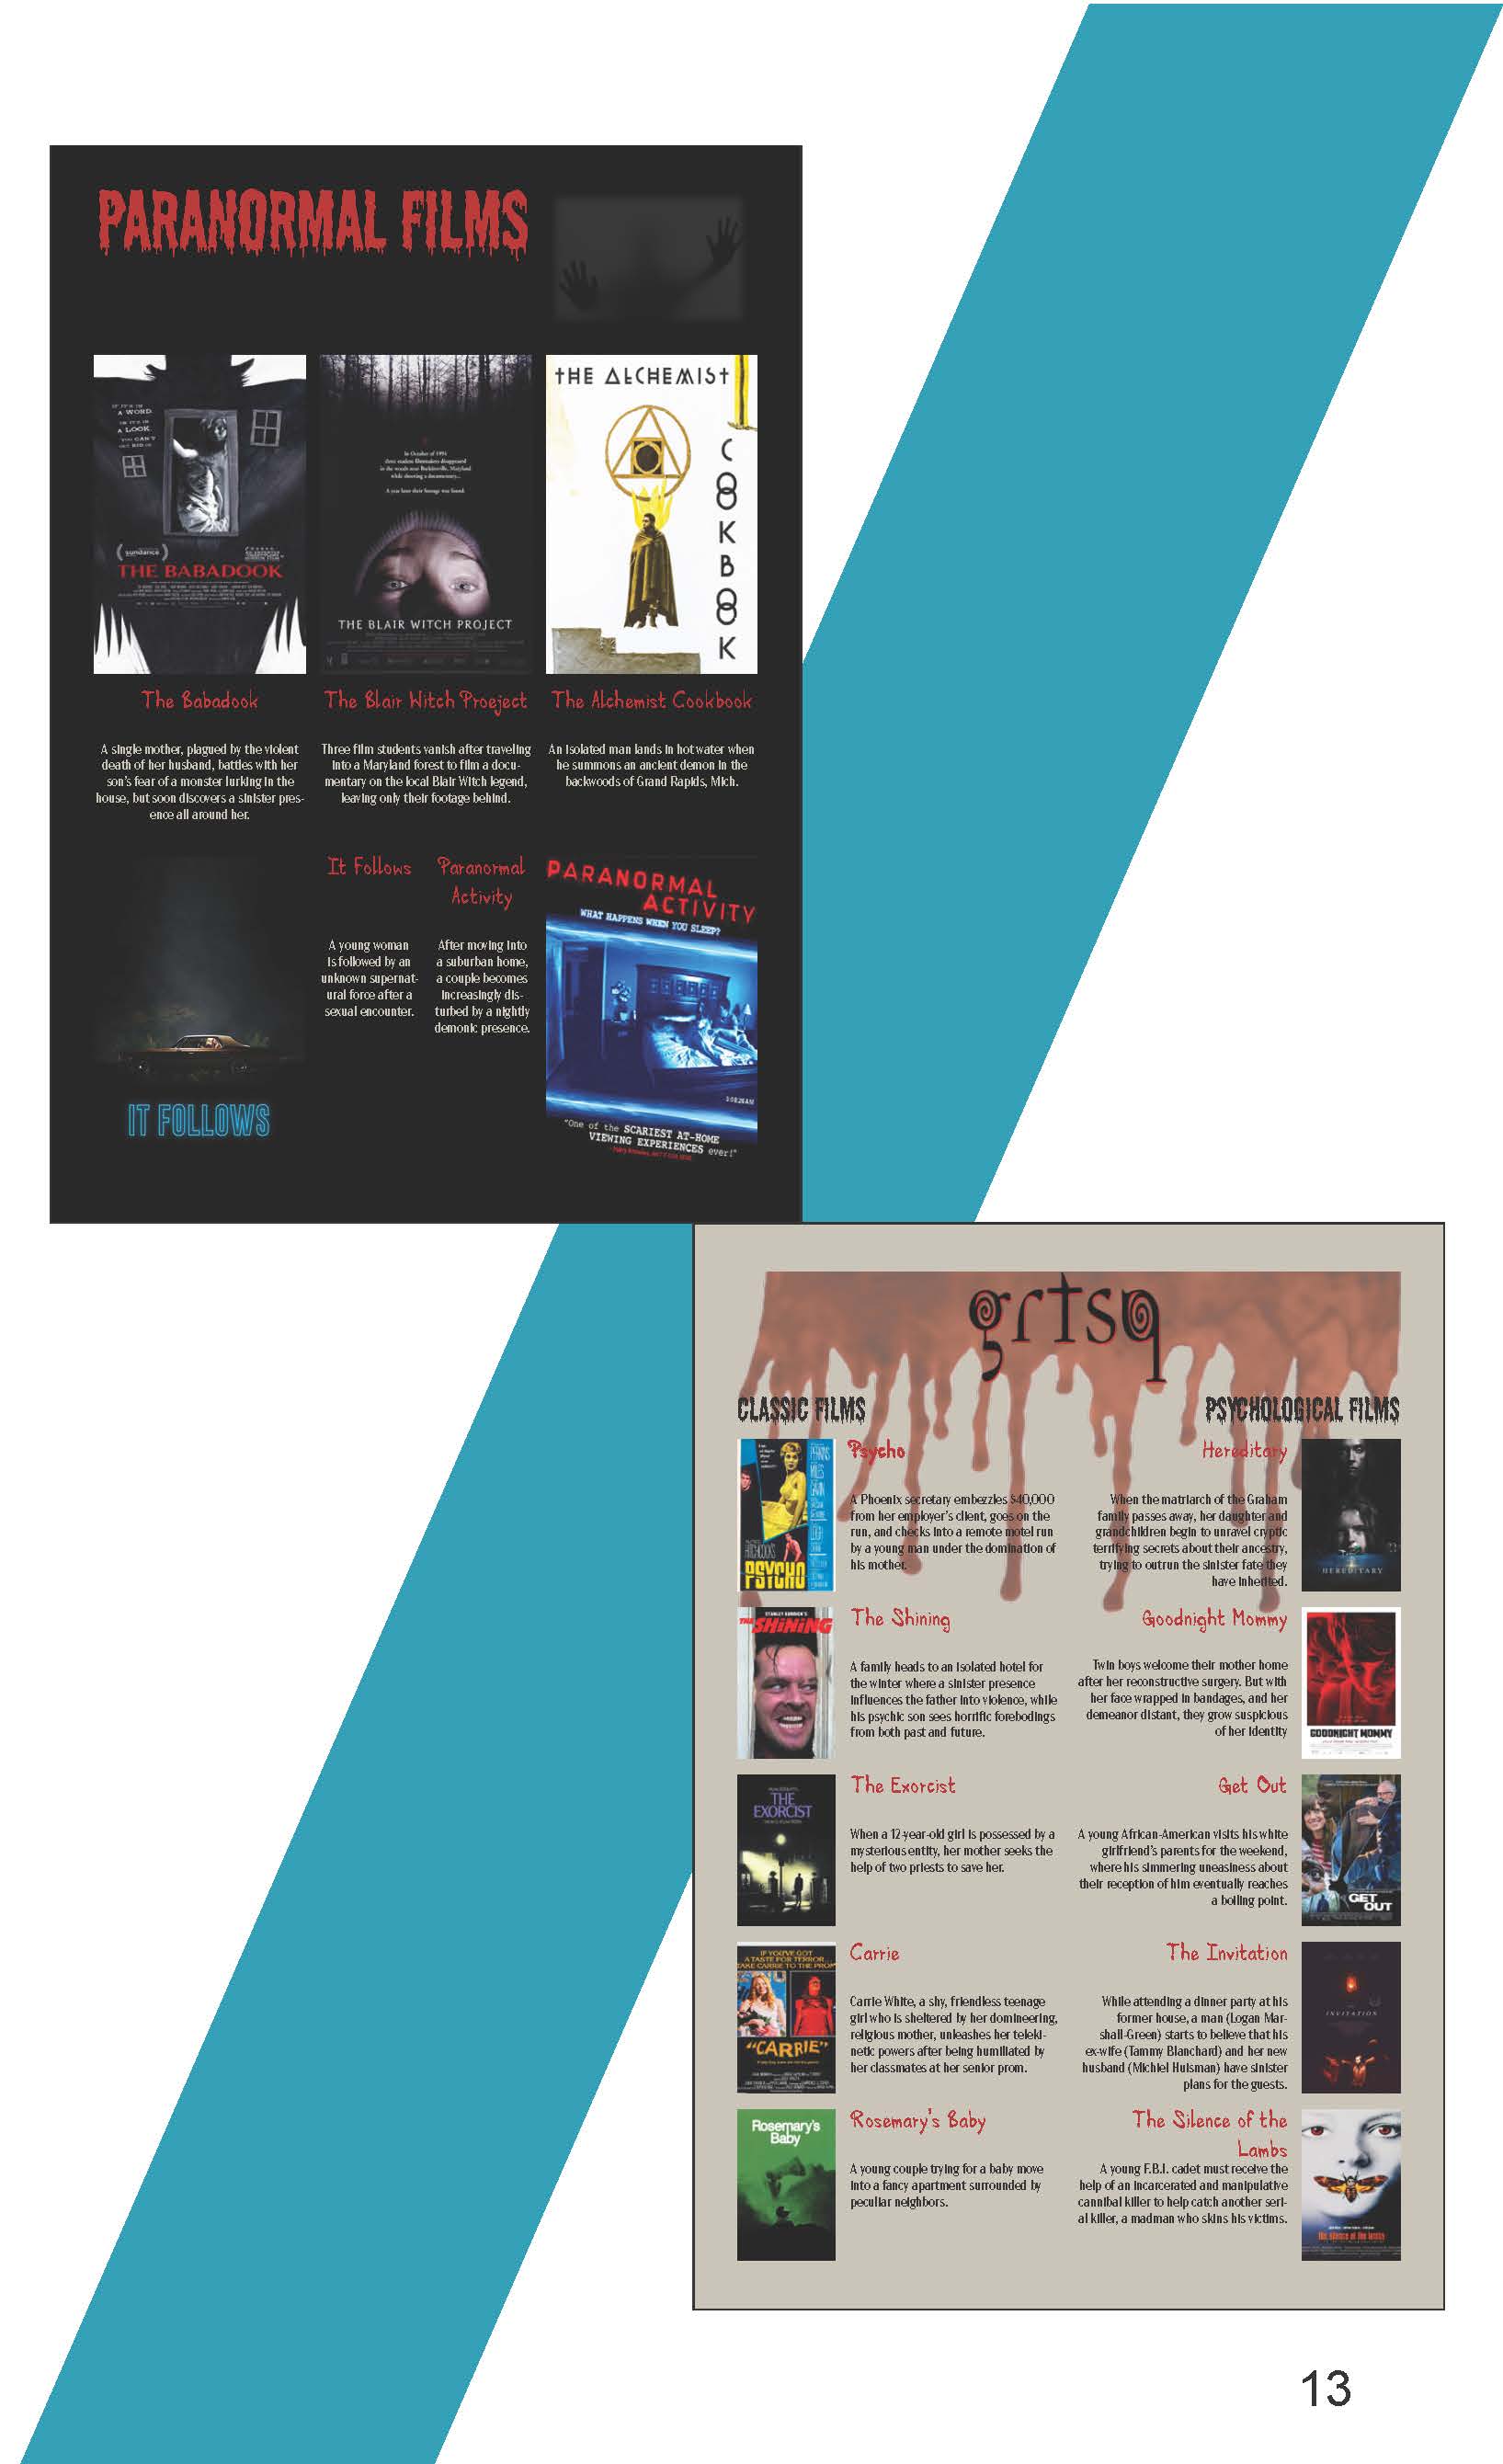 PARANORMAL FILMS
IF IT'S IN
A WORD
OR IT'S IN
A LOOK
YOU CAN'T
GET RID OF
sundance
THE BABADOOK
In October of 1994
three student filmmakers disappeared
in the woods near Burkittsville, Maryland
while shooting a documentary...
A year later their footage was found.
THE BLAIR WITCH PROJECT
THE ALCHEMIST
COOKBOOK
The Babadook
The Blair Witch Proeject
The Alchemist Cookbook
A single mother, plagued by the violent
death of her husband, battles with her
son's fear of a monster lurking in the
house, but soon discovers a sinister pres-
ence all around her.
Three film students vanish after traveling
into a Maryland forest to film a docu-
mentary on the local Blair Witch legend,
leaving only their footage behind.
An isolated man lands in hot water when
he summons an ancient demon in the
backwoods of Grand Rapids, Mich.
IT FOLLOWS
It Follows
A young woman
is followed by an
unknown supernat-
ural force after a
sexual encounter.
Paranormal
Activity
After moving into
a suburban home,
a couple becomes
increasingly dis-
turbed by a nightly
demonic presence.
PARANORMAL
ACTIVITY
WHAT HAPPENS WHEN YOU SLEEP?
"One of the SCARIEST AT-HOME
VIEWING EXPERIENCES ever!"
grtsq
CLASSIC FILMS
HITCHCOCK'S
PSYCHO
Psycho
A Phoenix secretary embezzles $40,000
from her employer's client, goes on the
run, and checks into a remote motel run
by a young man under the domination of
his mother.
STANLEY KUBRICK'S
THE SHiNiNG
The Shining
A family heads to an isolated hotel for
the winter where a sinister presence
influences the father into violence, while
his psychic son sees horrific forebodings
from both past and future.
THE
EXORCIST
The Exorcist
When a 12-year-old girl is possessed by a
mysterious entity, her mother seeks the
help of two priests to save her.
IF YOU'VE GOT
A TASTE FOR TERROR...
TAKE CARRIE TO THE PROM
"CARRIE"
Carrie
Carrie White, a shy, friendless teenage
girl who is sheltered by her domineering,
religious mother, unleashes her teleki-
netic powers after being humiliated by
her classmates at her senior prom.
Rosemary's
Baby
Rosemary's Baby
A young couple trying for a baby move
into a fancy apartment surrounded by
peculiar neighbors.
PSYCHOLOGICAL FILMS
Hereditary
When the matriarch of the Graham
family passes away, her daughter and
grandchildren begin to unravel cryptic
terrifying secrets about their ancestry,
trying to outrun the sinister fate they
have inherited.
HEREDITARY
Goodnight Mommy
Twin boys welcome their mother home
after her reconstructive surgery. But with
her face wrapped in bandages, and her
demeanor distant, they grow suspicious
of her identity
GOODNIGHT MOMMY
Get Out
A young African-American visits his white
girlfriend's parents for the weekend,
where his simmering uneasiness about
their reception of him eventually reaches
a boiling point.
GET
OUT
The Invitation
While attending a dinner party at his
former house, a man (Logan Mar-
shall-Green) starts to believe that his
ex-wife (Tammy Blanchard) and her new
husband (Michiel Huisman) have sinister
plans for the guests.
INVITATION
The Silence of the
Lambs
A young F.B.I. cadet must receive the
help of an incarcerated and manipulative
cannibal killer to help catch another seri-
al killer, a madman who skins his victims.
the silence of the lambs
13